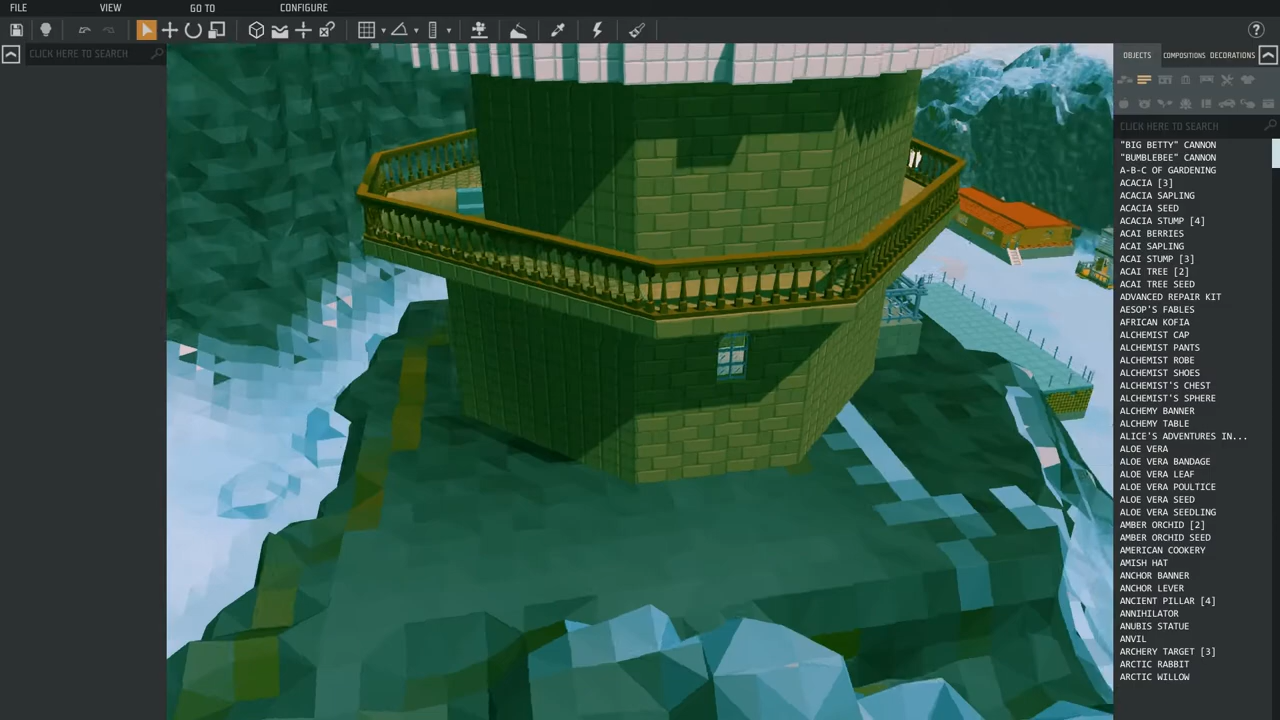 FILE VIEW GO TO CONFIGURE
CLICK HERE TO SEARCH
OBJECTS COMPOSITIONS DECORATIONS
CLICK HERE TO SEARCH
"BIG BETTY" CANNON
"BUMBLEBEE" CANNON
A-B-C OF GARDENING
ACACIA [3]
ACACIA SAPLING
ACACIA SEED
ACACIA STUMP [4]
ACAI BERRIES
ACAI SAPLING
ACAI STUMP [3]
ACAI TREE [2]
ACAI TREE SEED
ADVANCED REPAIR KIT
AESOP'S FABLES
AFRICAN KOFIA
ALCHEMIST CAP
ALCHEMIST PANTS
ALCHEMIST ROBE
ALCHEMIST SHOES
ALCHEMIST'S CHEST
ALCHEMIST'S SPHERE
ALCHEMY BANNER
ALCHEMY TABLE
ALICE'S ADVENTURES IN...
ALOE VERA
ALOE VERA BANDAGE
ALOE VERA LEAF
ALOE VERA POULTICE
ALOE VERA SEED
ALOE VERA SEEDLING
AMBER ORCHID [2]
AMBER ORCHID SEED
AMERICAN COOKERY
AMISH HAT
ANCHOR BANNER
ANCHOR LEVER
ANCIENT PILLAR [4]
ANNIHILATOR
ANUBIS STATUE
ANVIL
ARCHERY TARGET [3]
ARCTIC RABBIT
ARCTIC WILLOW